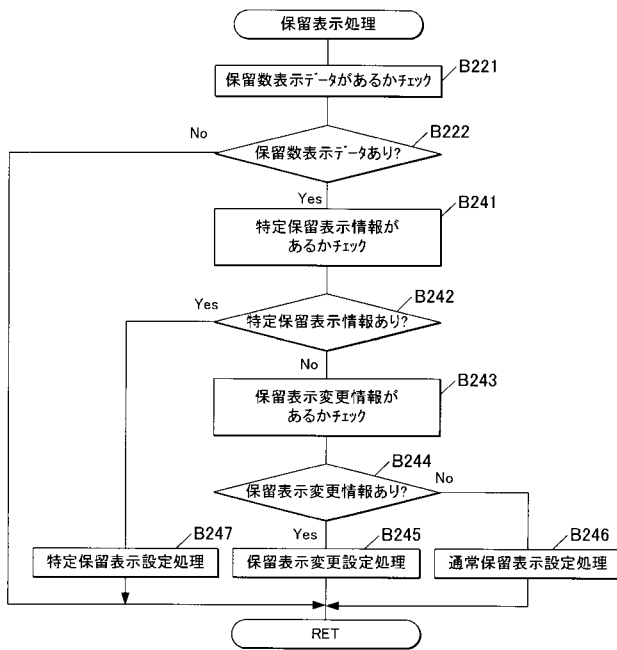 保留表示処理
B221
保留数表示データがあるかチェック
B222
No
保留数表示データあり?
Yes
B241
特定保留表示情報が
あるかチェック
B242
Yes
特定保留表示情報あり?
No
B243
保留表示変更情報が
あるかチェック
B244
No
保留表示変更情報あり?
Yes
B247
B245
B246
特定保留表示設定処理
保留表示変更設定処理
通常保留表示設定処理
RET